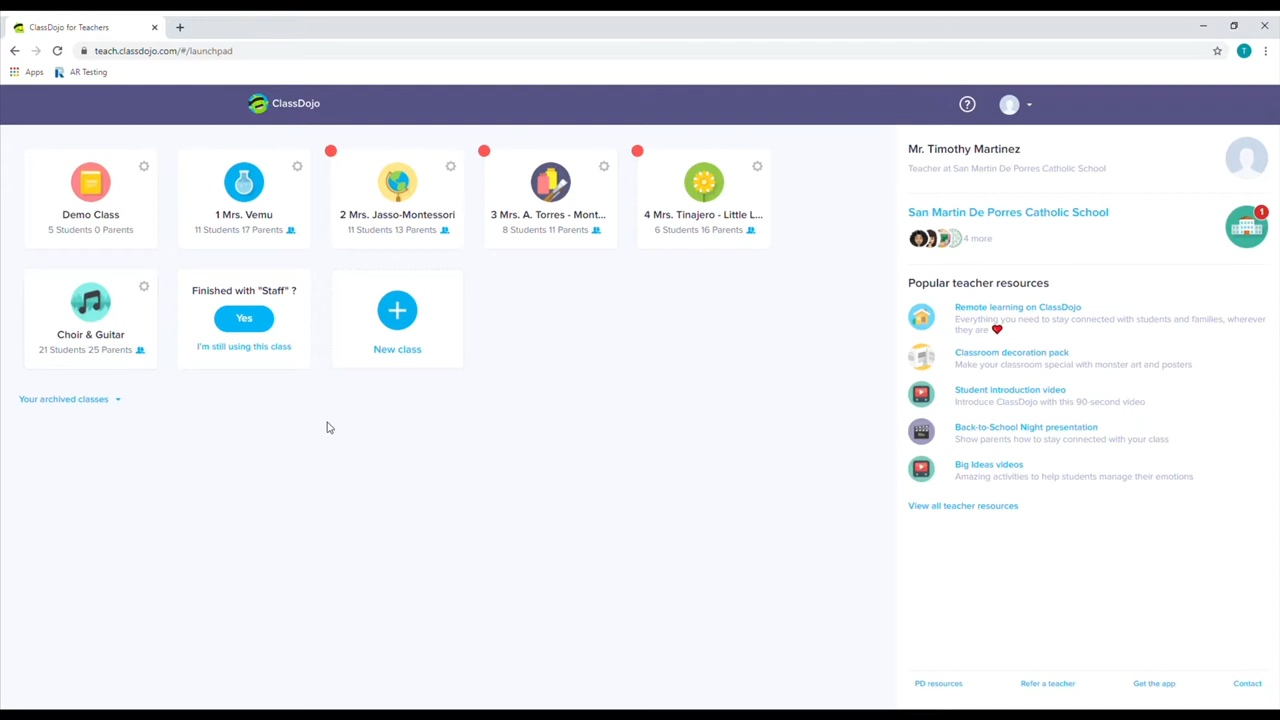 ClassDojo for Teachers
teach.classdojo.com/#/launchpad
T
Apps
AR Testing
ClassDojo
?
Demo Class
5 Students 0 Parents
1 Mrs. Vemu
11 Students 17 Parents
2 Mrs. Jasso-Montessori
11 Students 13 Parents
3 Mrs. A. Torres - Mont...
8 Students 11 Parents
4 Mrs. Tinajero - Little L...
6 Students 16 Parents
Choir & Guitar
21 Students 25 Parents
Finished with "Staff" ?
Yes
I'm still using this class
New class
Your archived classes
Mr. Timothy Martinez
Teacher at San Martin De Porres Catholic School
San Martin De Porres Catholic School
1
4 more
Popular teacher resources
Remote learning on ClassDojo
Everything you need to stay connected with students and families, wherever
they are
Classroom decoration pack
Make your classroom special with monster art and posters
Student introduction video
Introduce ClassDojo with this 90-second video
Back-to-School Night presentation
Show parents how to stay connected with your class
Big Ideas videos
Amazing activities to help students manage their emotions
View all teacher resources
PD resources
Refer a teacher
Get the app
Contact